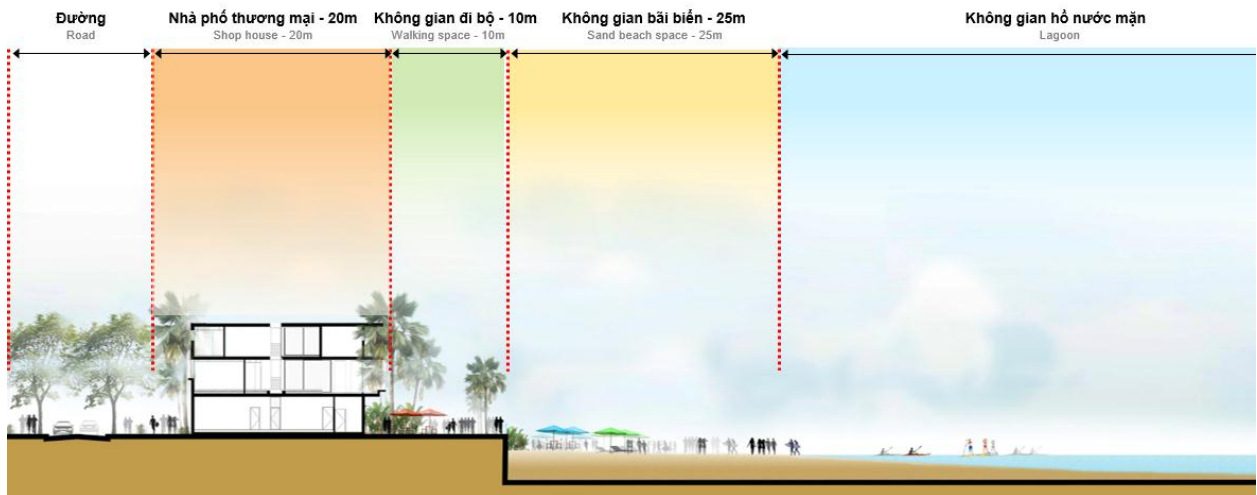 Đường
Road
Nhà phố thương mại - 20m
Shop house - 20m
Không gian đi bộ - 10m
Walking space - 10m
Không gian bãi biển - 25m
Sand beach space - 25m
Không gian hồ nước mặn
Lagoon